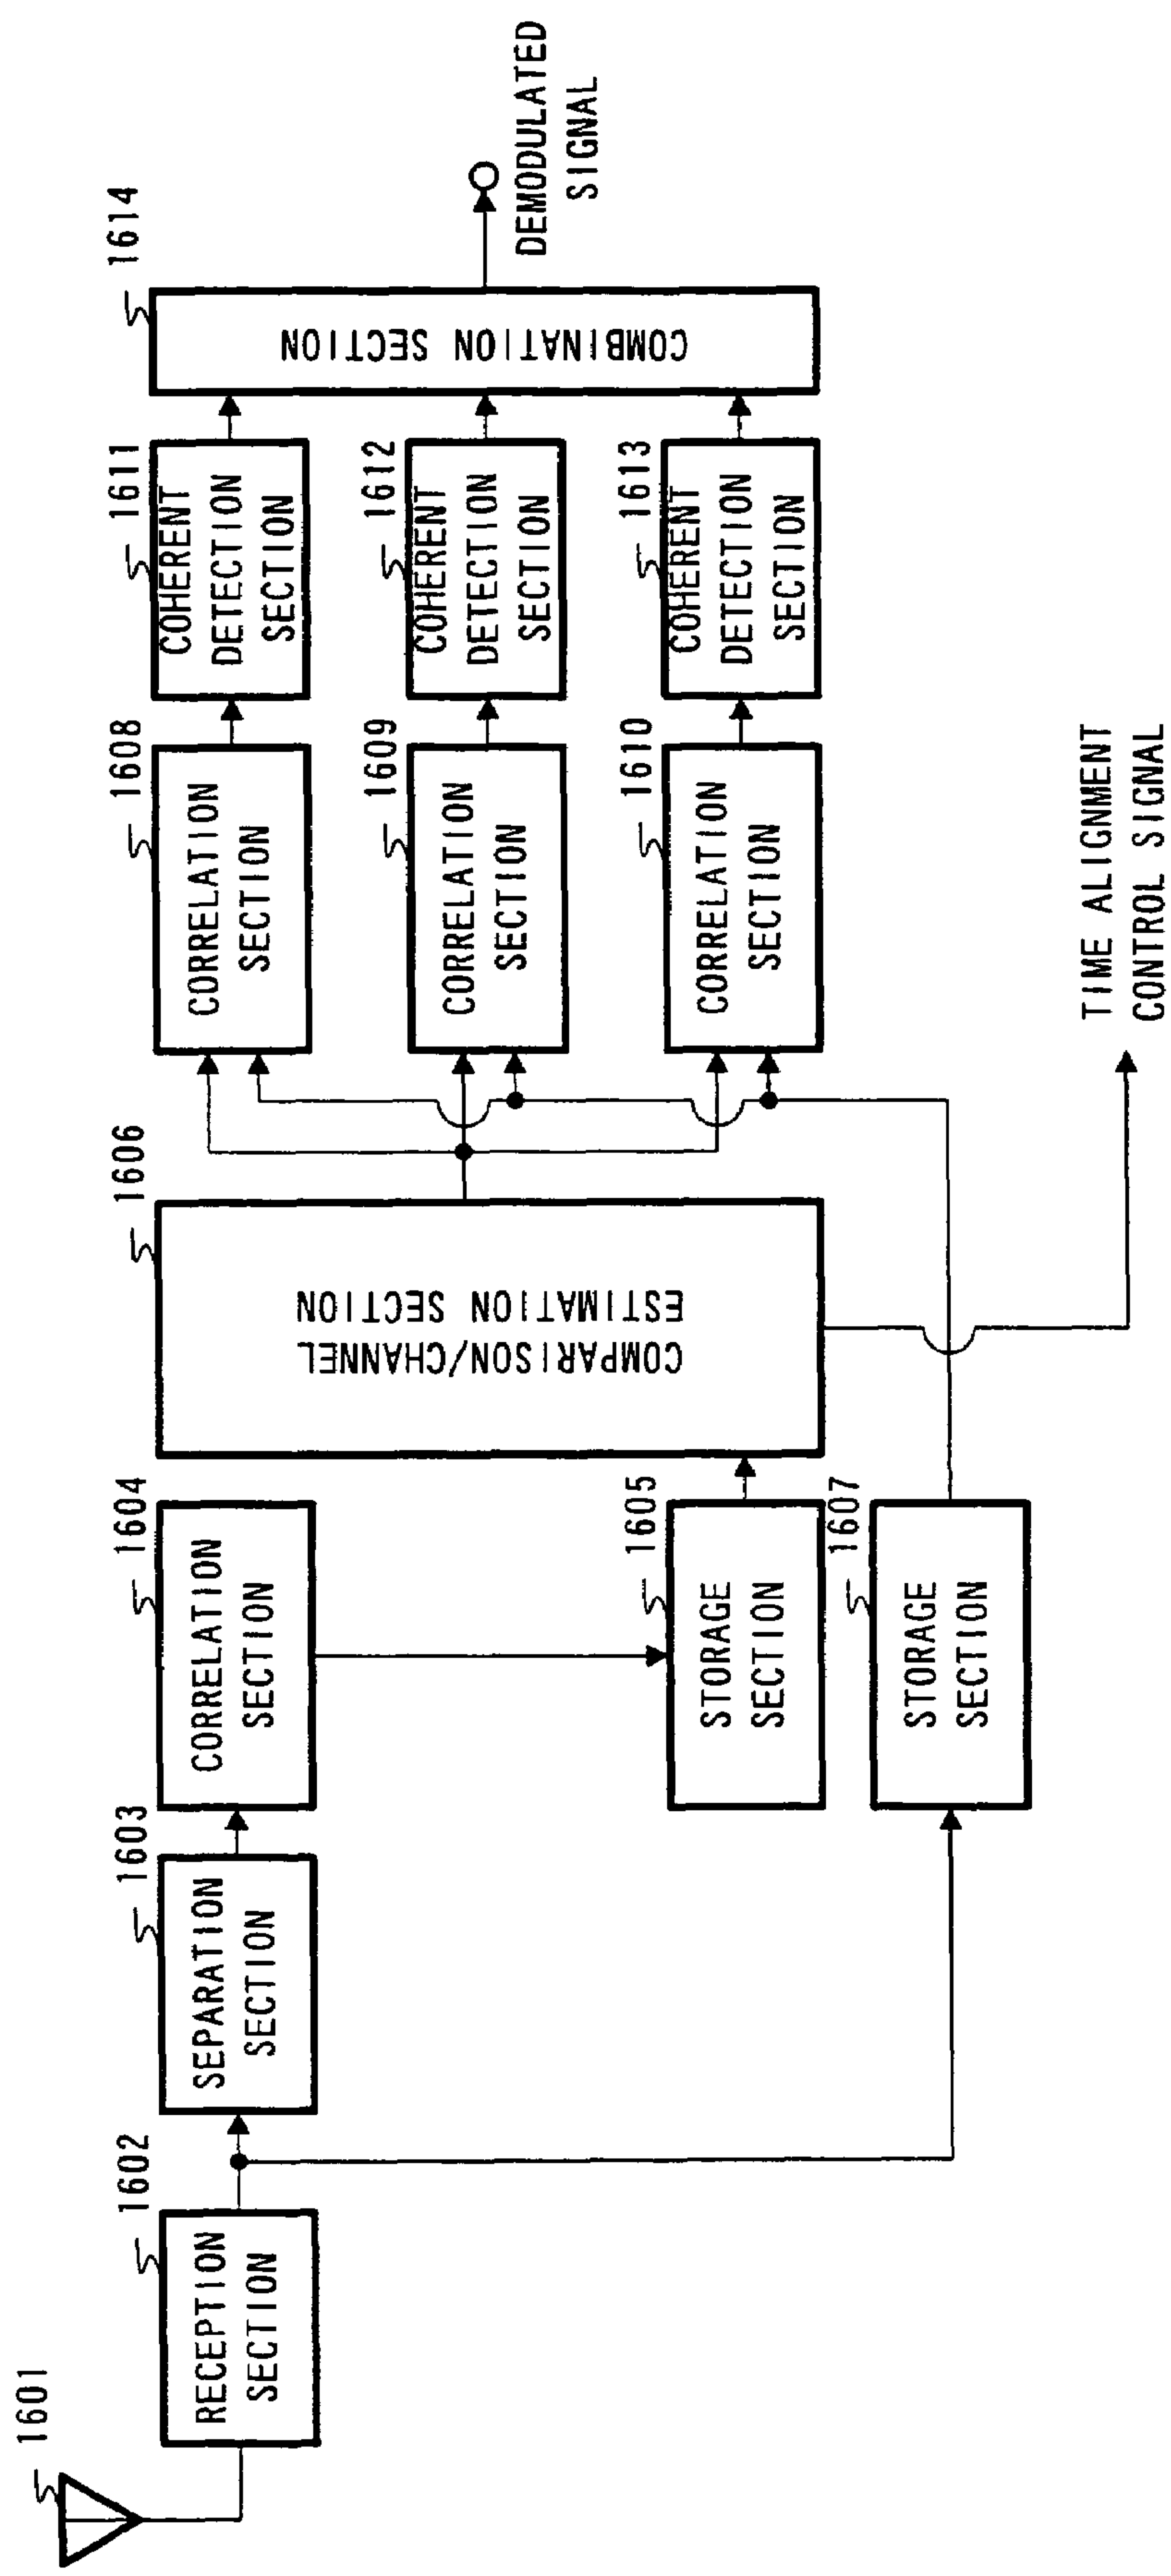 1601
1602
RECEPTION
SECTION
1603
SEPARATION
SECTION
1604
CORRELATION
SECTION
1605
STORAGE
SECTION
1607
STORAGE
SECTION
1606
COMPARISON/CHANNEL
ESTIMATION SECTION
1608
CORRELATION
SECTION
1609
CORRELATION
SECTION
1610
CORRELATION
SECTION
1611
COHERENT
DETECTION
SECTION
1612
COHERENT
DETECTION
SECTION
1613
COHERENT
DETECTION
SECTION
1614
COMBINATION SECTION
DEMODULATED
SIGNAL
TIME ALIGNMENT
CONTROL SIGNAL